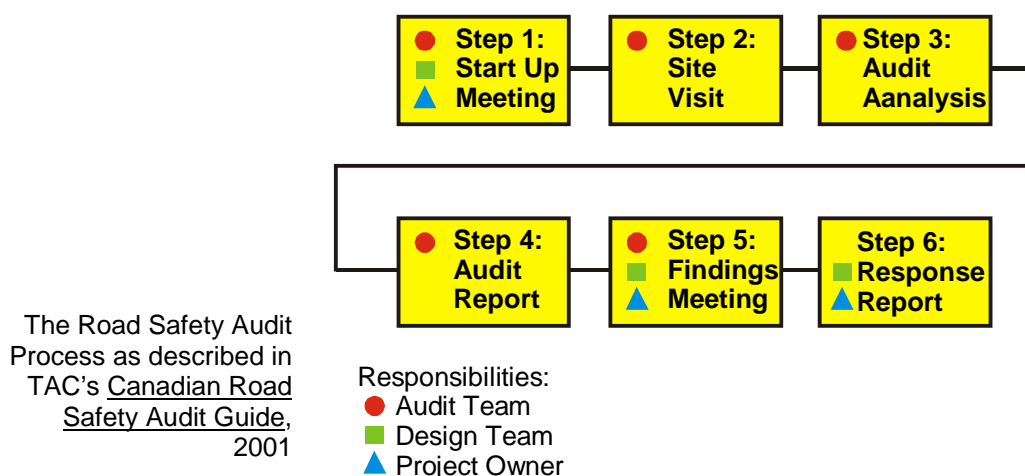 Step 1:
Start Up
Meeting
Step 2:
Site
Visit
Step 3:
Audit
Aanalysis
Step 4:
Audit
Report
Step 5:
Findings
Meeting
Step 6:
Response
Report
The Road Safety Audit
Process as described in
TAC's Canadian Road
Safety Audit Guide,
2001
Responsibilities:
Audit Team
Design Team
Project Owner